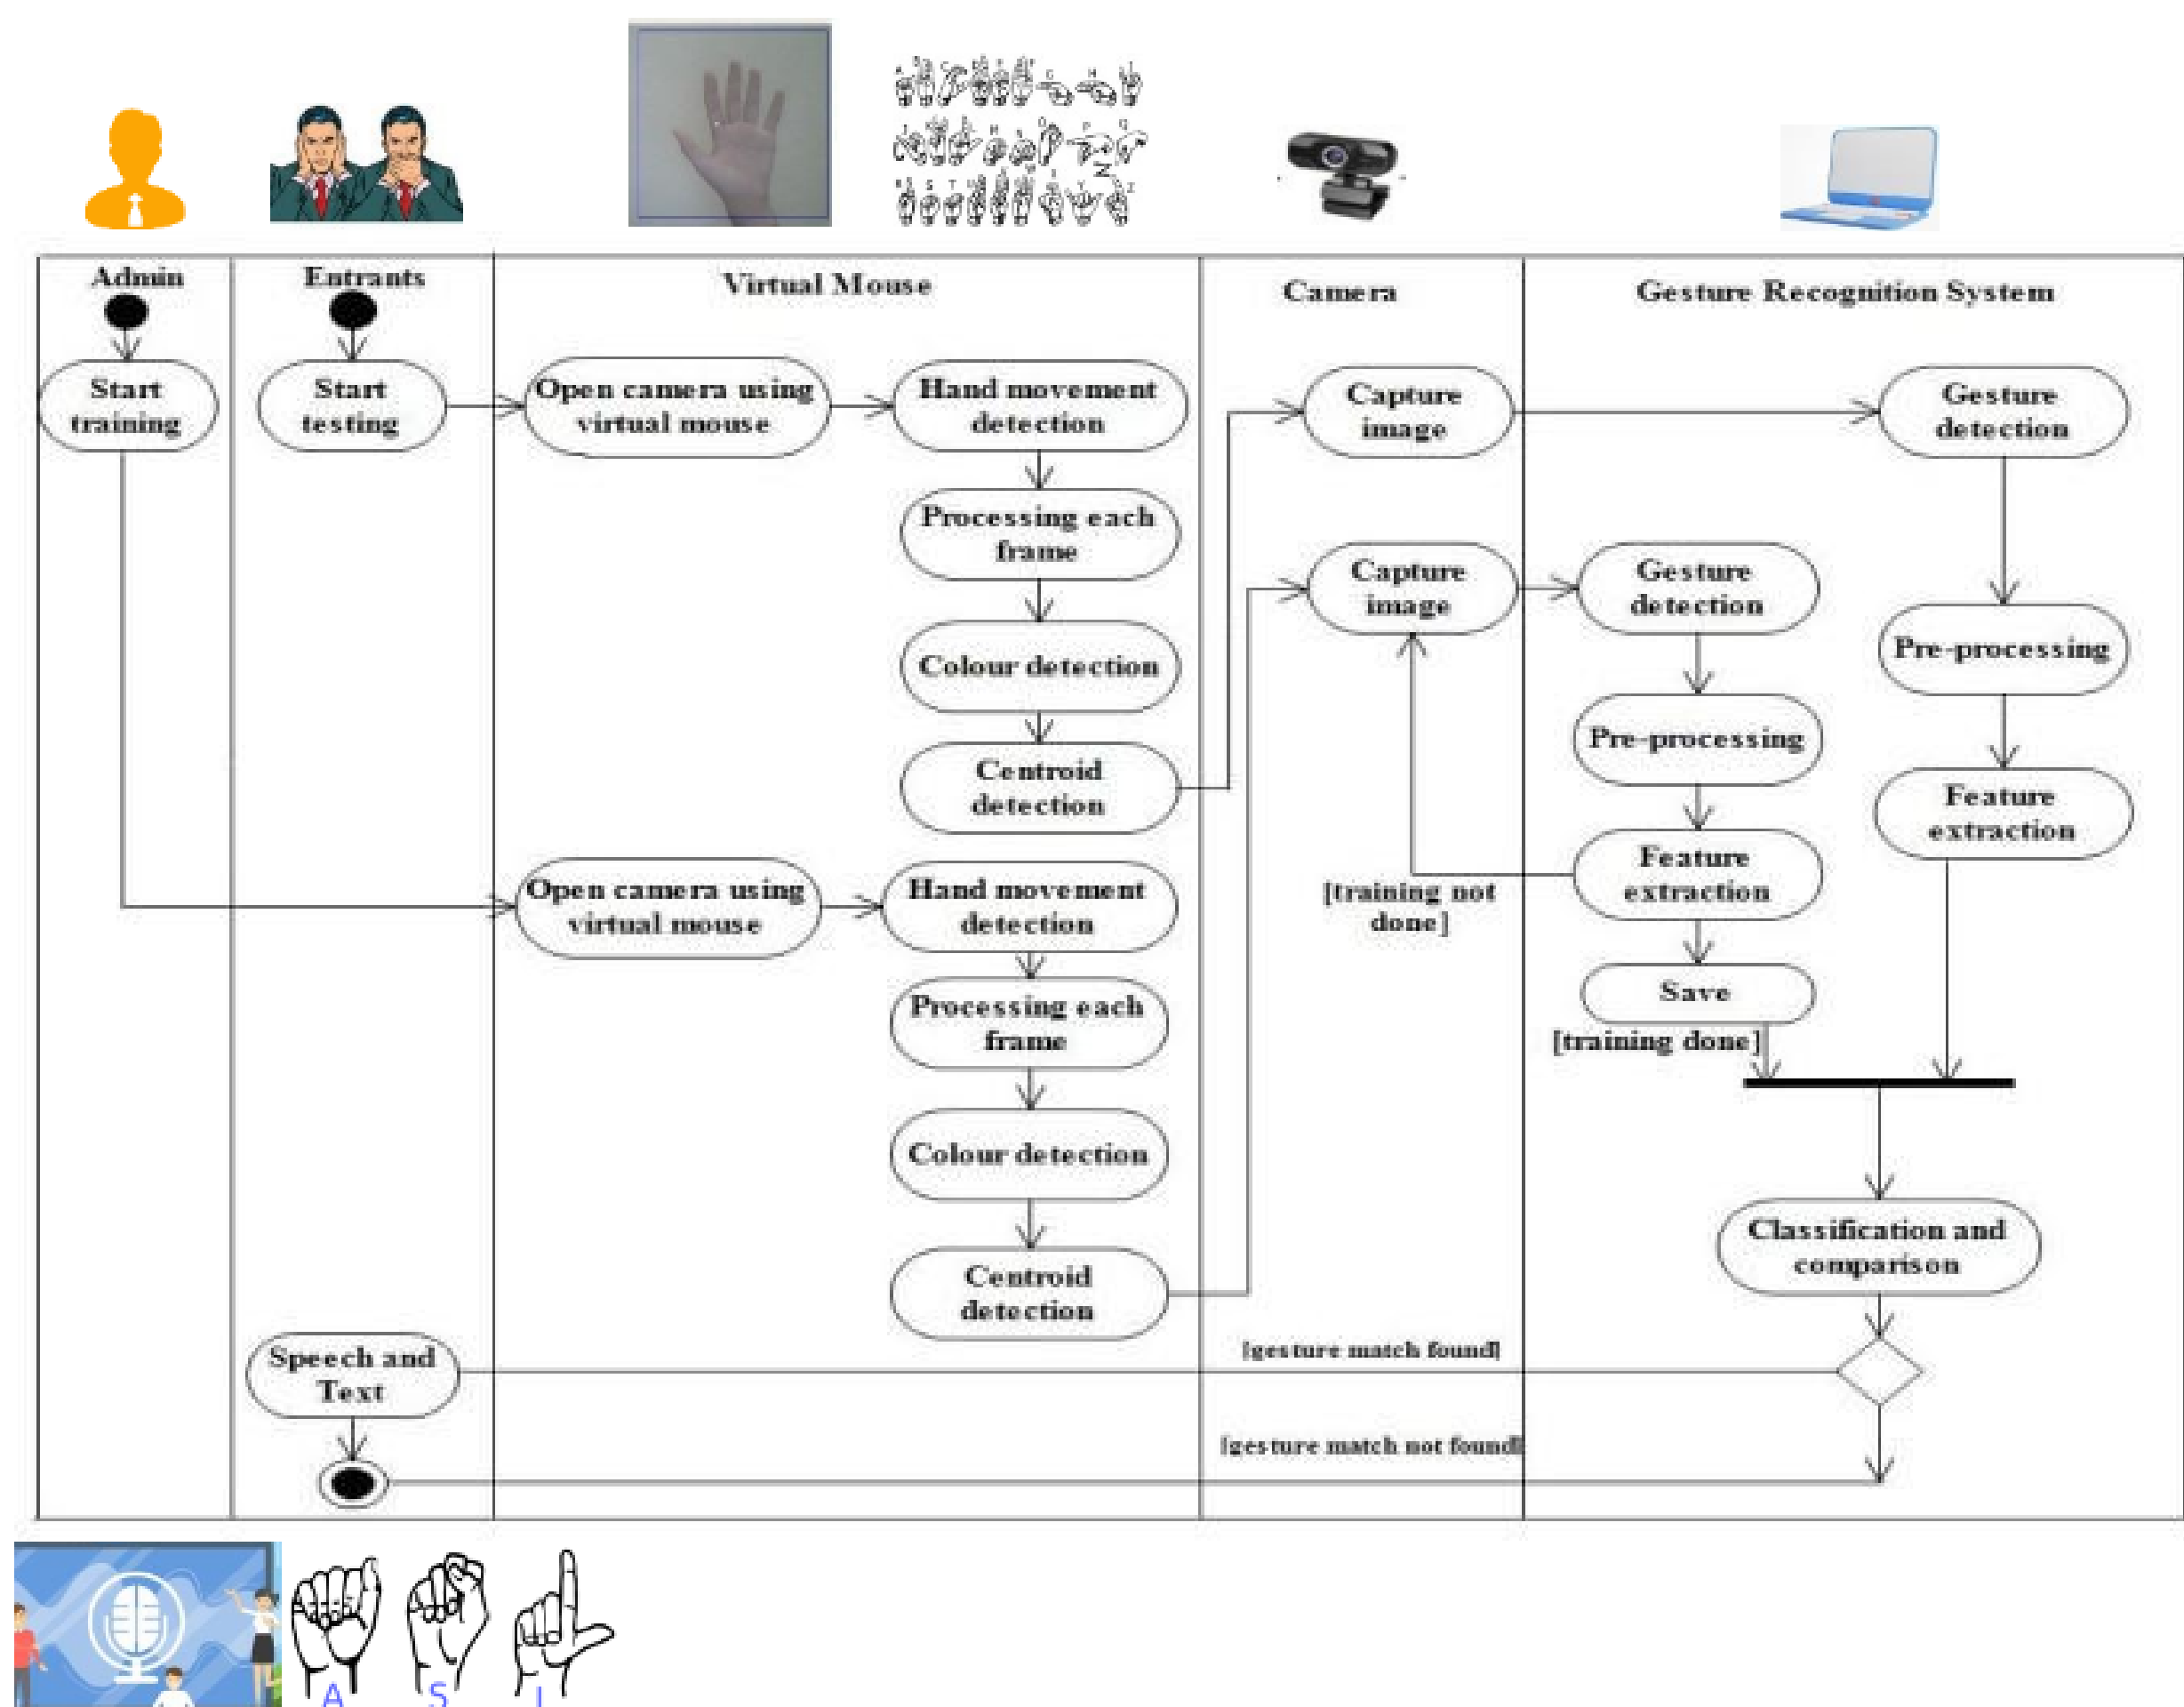 Admin
Entrants
Virtual Mouse
Camera
Gesture Recognition System
Start
training
Start
testing
Open camera using
virtual mouse
Hand movement
detection
Capture
image
Gesture
detection
Processing each
frame
Capture
image
Gesture
detection
Pre-processing
Colour detection
Pre-processing
Centroid
detection
Feature
extraction
Feature
extraction
[training not
done]
Open camera using
virtual mouse
Hand movement
detection
Save
[training done]
Processing each
frame
Colour detection
Classification and
comparison
Centroid
detection
[gesture match found]
Speech and
Text
[gesture match not found]
A S L